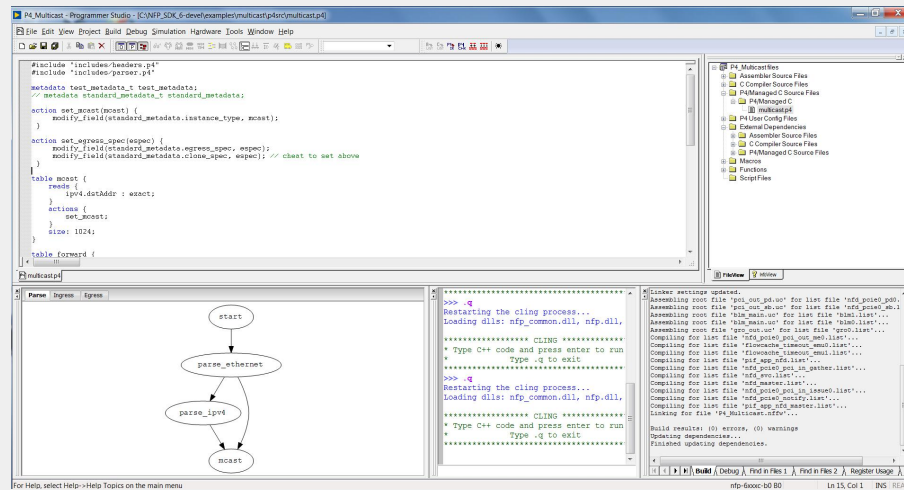 P4_Multicast - Programmer Studio - [C:\NFP_SDK_6-devel\examples\multicast\p4src\multicast.p4]
File Edit View Project Build Debug Simulation Hardware Tools Window Help
#include "includes/headers.p4"
#include "includes/parser.p4"
metadata test_metadata_t test_metadata;
// metadata standard_metadata_t standard_metadata;
action set_mcast(mcast) {
modify_field(standard_metadata.instance_type, mcast);
}
action set_egress_spec(espec) {
modify_field(standard_metadata.egress_spec, espec);
modify_field(standard_metadata.clone_spec, espec); // cheat to set above
}
table mcast {
reads {
ipv4.dstAddr : exact;
}
actions {
set_mcast;
}
size: 1024;
}
table forward {
multicast.p4
P4_Multicast files
Assembler Source Files
C Compiler Source Files
P4/Managed C Source Files
P4/Managed C
multicast.p4
P4 User Config Files
External Dependencies
Assembler Source Files
C Compiler Source Files
P4/Managed C Source Files
Macros
Functions
Script Files
FileView
InfoView
Parse Ingress Egress
start
parse_ethernet
parse_ipv4
mcast
***************************************
>>> .q
Restarting the cling process...
Loading dlls: nfp_common.dll, nfp.dll,
****************** CLING *************
* Type C++ code and press enter to run
* Type .q to exit
***************************************
>>> .q
Restarting the cling process...
Loading dlls: nfp_common.dll, nfp.dll,
****************** CLING *************
* Type C++ code and press enter to run
* Type .q to exit
***************************************
Linker settings updated.
Assembling root file 'pci_out_pd.uc' for list file 'nfd_pcie0_pd0.
Assembling root file 'pci_out_sb.uc' for list file 'nfd_pcie0_sb.l
Assembling root file 'blm_main.uc' for list file 'blm1.list'...
Assembling root file 'blm_main.uc' for list file 'blm0.list'...
Assembling root file 'gro_out.uc' for list file 'gro0.list'...
Compiling for list file 'nfd_pcie0_pci_out_me0.list'...
Compiling for list file 'flowcache_timeout_emu0.list'...
Compiling for list file 'flowcache_timeout_emu1.list'...
Compiling for list file 'pif_app_nfd.list'...
Compiling for list file 'nfd_pcie0_pci_in_gather.list'...
Compiling for list file 'nfd_svc.list'...
Compiling for list file 'nfd_master.list'...
Compiling for list file 'nfd_pcie0_pci_in_issue0.list'...
Compiling for list file 'nfd_pcie0_notify.list'...
Compiling for list file 'pif_app_nfd_master.list'...
Linking for file 'P4_Multicast.nffw'...
Build results: (0) errors, (0) warnings
Updating dependencies...
Finished updating dependencies.
Build Debug Find in Files 1 Find in Files 2 Register Usage
For Help, select Help->Help Topics on the main menu
nfp-6xxxc-b0 B0
Ln 15, Col 1 INS REA